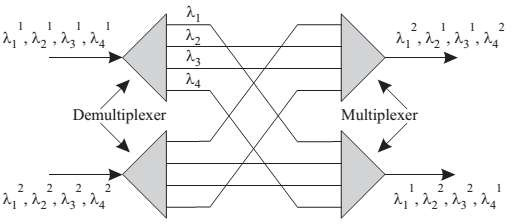 λ₁
λ₁¹, λ₂¹, λ₃¹, λ₄¹ λ₂ λ₁², λ₂¹, λ₃¹, λ₄²
λ₃
λ₄
Demultiplexer Multiplexer
λ₁², λ₂², λ₃², λ₄² λ₁¹, λ₂², λ₃², λ₄¹